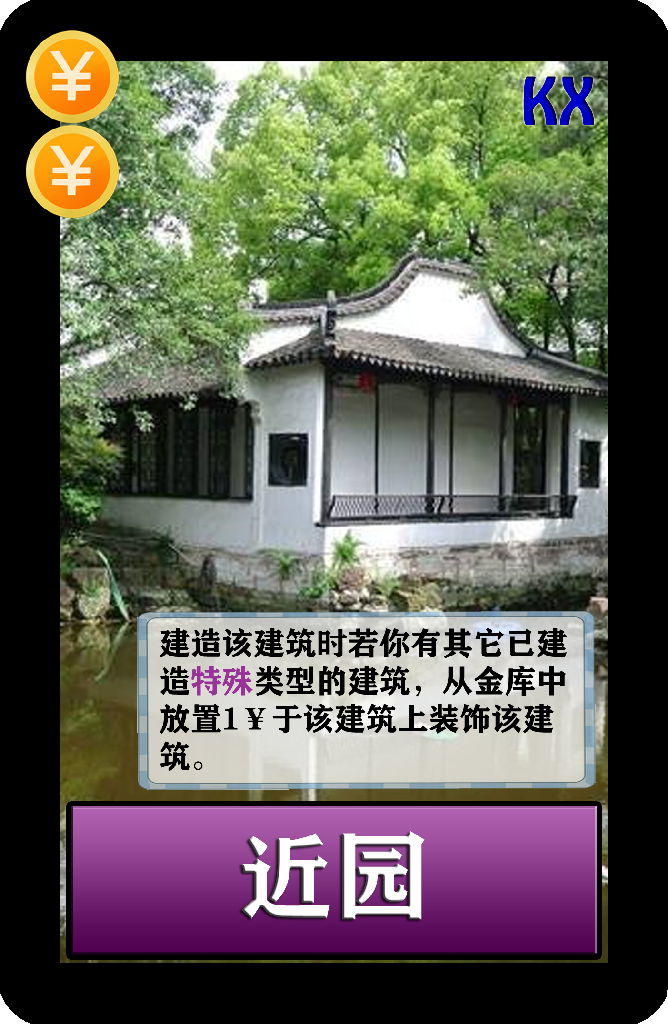 ¥
¥
KX
建造该建筑时若你有其它已建
造特殊类型的建筑，从金库中
放置1￥于该建筑上装饰该建
筑。
近园